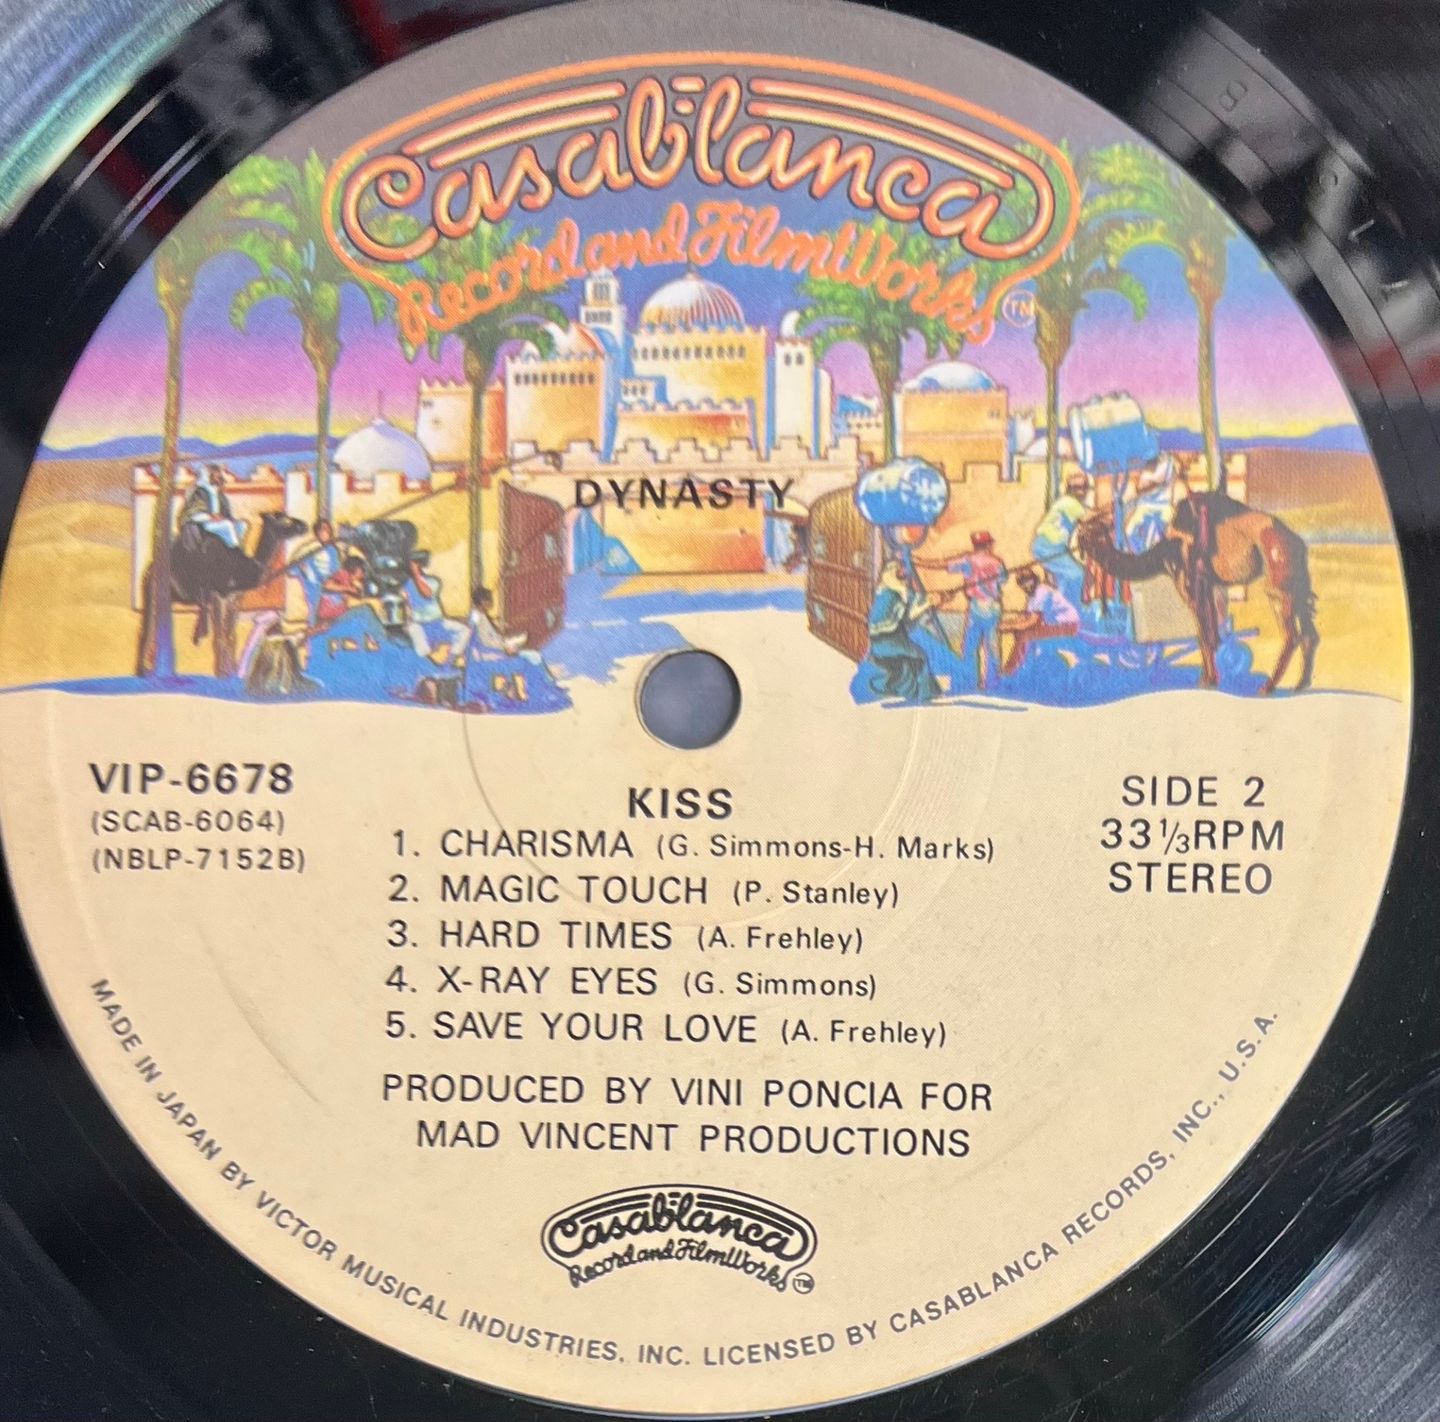 Casablanca
Record and FilmWorks TM
DYNASTY
VIP-6678
(SCAB-6064)
(NBLP-7152B)
KISS
SIDE 2
33⅓RPM
STEREO
1. CHARISMA (G. Simmons-H. Marks)
2. MAGIC TOUCH (P. Stanley)
3. HARD TIMES (A. Frehley)
4. X-RAY EYES (G. Simmons)
5. SAVE YOUR LOVE (A. Frehley)
PRODUCED BY VINI PONCIA FOR
MAD VINCENT PRODUCTIONS
Casablanca
Record and FilmWorks TM
MADE IN JAPAN BY VICTOR MUSICAL INDUSTRIES, INC. LICENSED BY CASABLANCA RECORDS, INC., U.S.A.